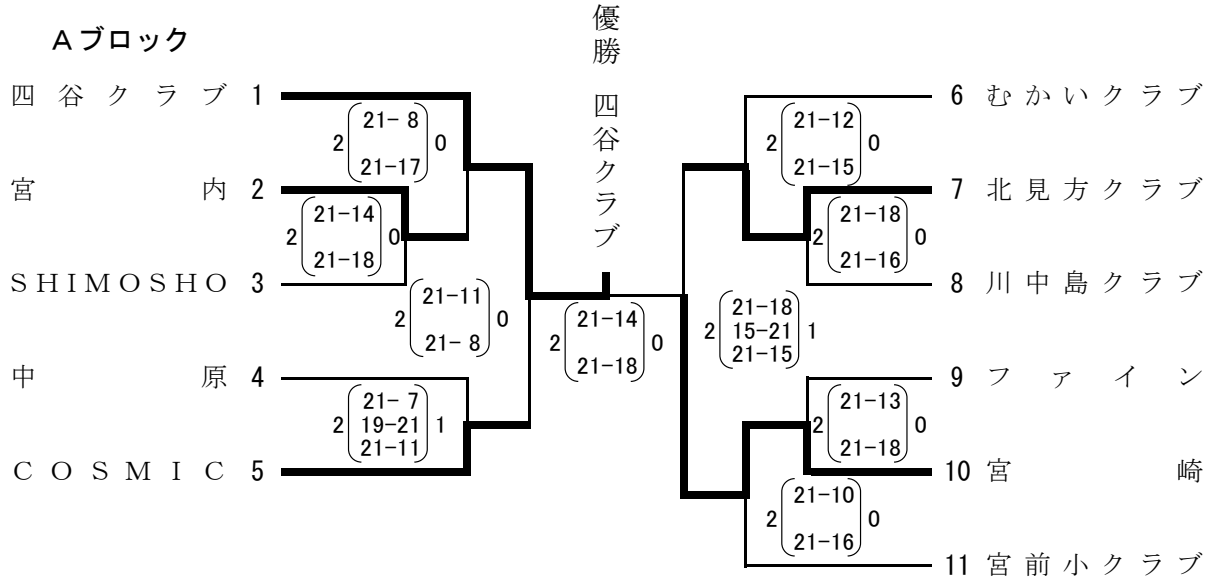 Aブロック
優勝 四谷クラブ
四谷クラブ 1
2 21- 8 0
21-17
宮内 2
2 21-14 0
21-18
SHIMOSHO 3
2 21-11 0
21- 8
中原 4
21- 7
2 19-21 1
21-11
COSMIC 5
2 21-14 0
21-18
6 むかいクラブ
2 21-12 0
21-15
7 北見方クラブ
2 21-18 0
21-16
8 川中島クラブ
21-18
2 15-21 1
21-15
9 ファイン
2 21-13 0
21-18
10 宮崎
2 21-10 0
21-16
11 宮前小クラブ